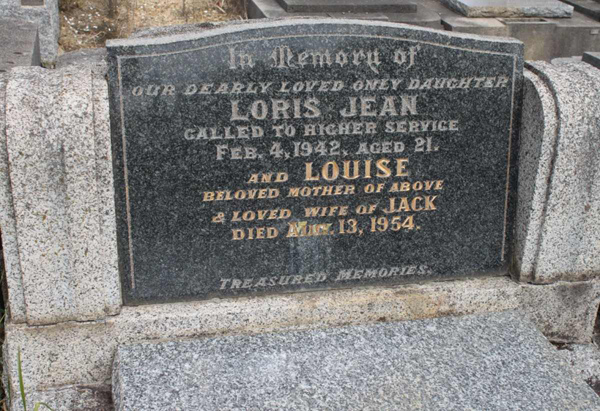 In Memory of
OUR DEARLY LOVED ONLY DAUGHTER
LORIS JEAN
CALLED TO HIGHER SERVICE
FEB. 4, 1942, AGED 21.
AND LOUISE
BELOVED MOTHER OF ABOVE
& LOVED WIFE OF JACK
DIED 13, 1954.
TREASURED MEMORIES.